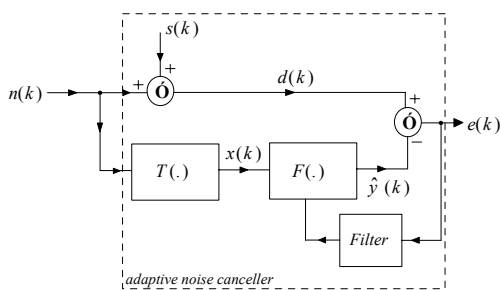 s(k)
+
d(k)
n(k)
+
Ó
+
Ó
e(k)
−
x(k)
T(.)
F(.)
ŷ(k)
Filter
adaptive noise canceller